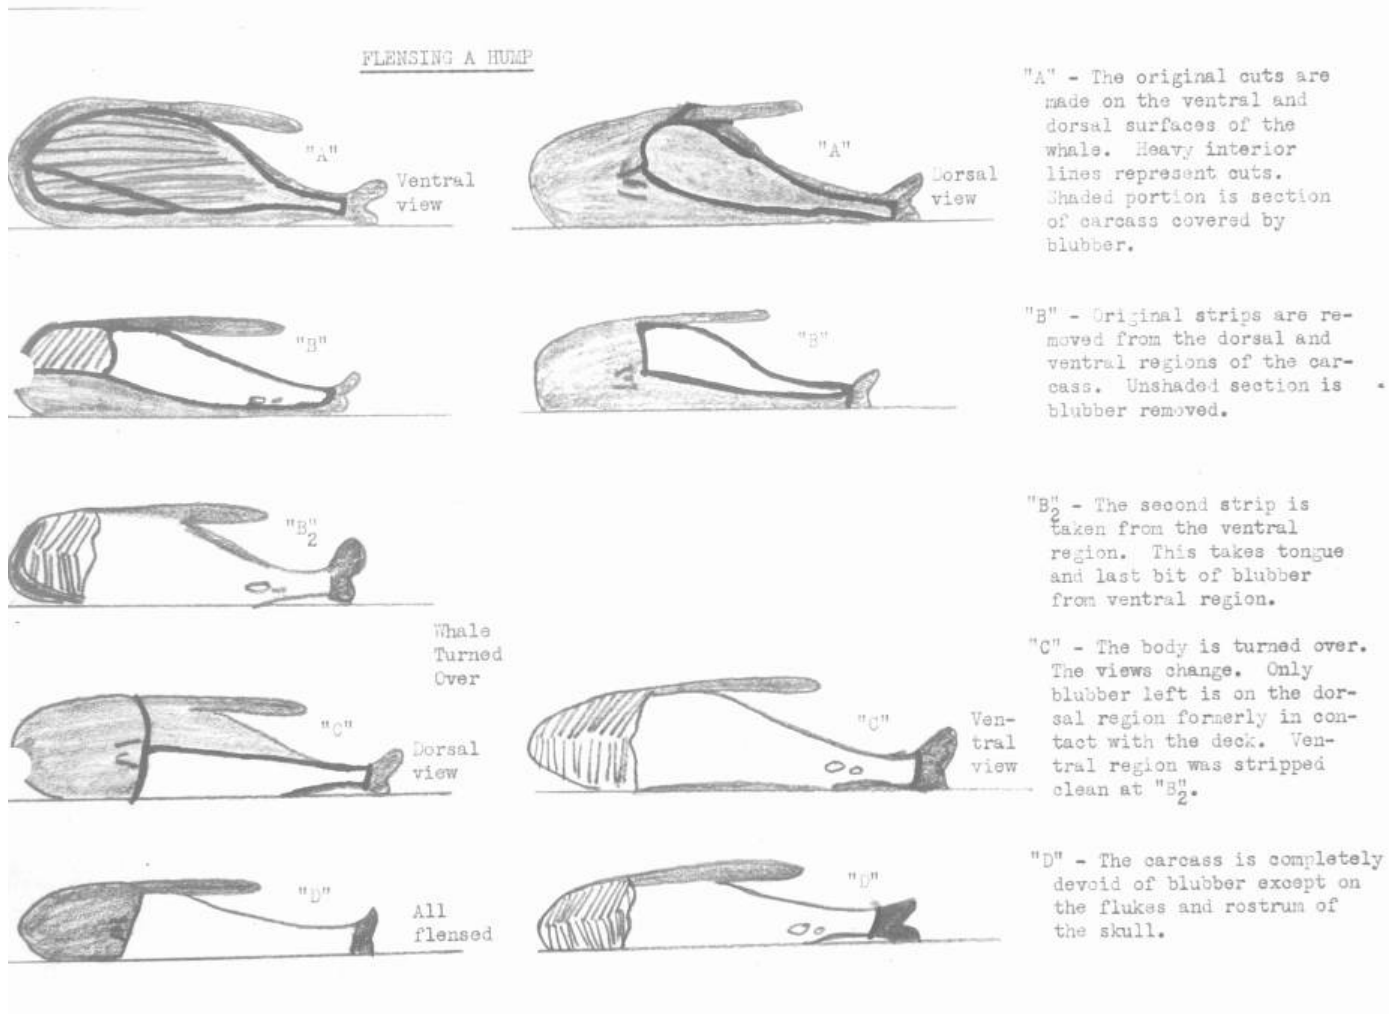 FLENSING A HUMP
"A"
Ventral
view
"A"
Dorsal
view
"A" - The original cuts are
made on the ventral and
dorsal surfaces of the
whale. Heavy interior
lines represent cuts.
Shaded portion is section
of carcass covered by
blubber.
"B"
"B"
"B" - Original strips are re-
moved from the dorsal and
ventral regions of the car-
cass. Unshaded section is
blubber removed.
"B2"
"B2" - The second strip is
taken from the ventral
region. This takes tongue
and last bit of blubber
from ventral region.
Whale
Turned
Over
"C"
Dorsal
view
"C"
Ven-
tral
view
"C" - The body is turned over.
The views change. Only
blubber left is on the dor-
sal region formerly in con-
tact with the deck. Ven-
tral region was stripped
clean at "B2".
"D"
All
flensed
"D"
"D" - The carcass is completely
devoid of blubber except on
the flukes and rostrum of
the skull.